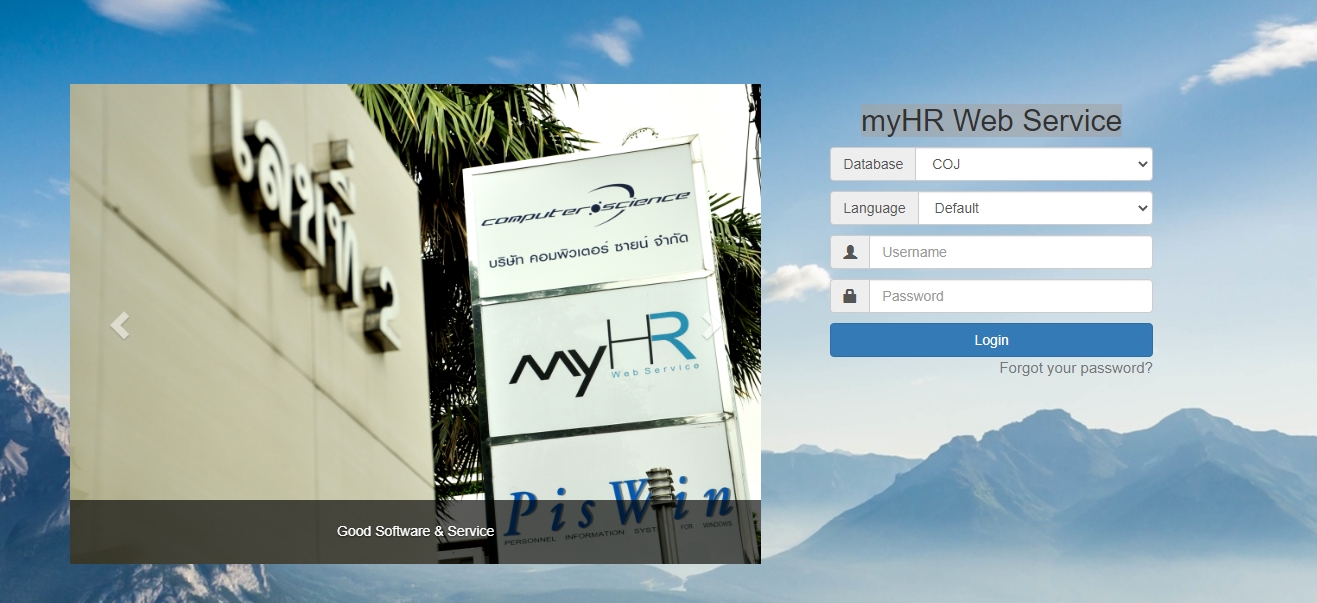 เลขที่ 2
computer science
บริษัท คอมพิวเตอร์ ซายน์ จำกัด
myHR
Web Service
PisWin
PERSONNEL INFORMATION SYSTEM FOR WINDOWS
Good Software & Service
myHR Web Service
Database COJ
Language Default
Username
Password
Login
Forgot your password?